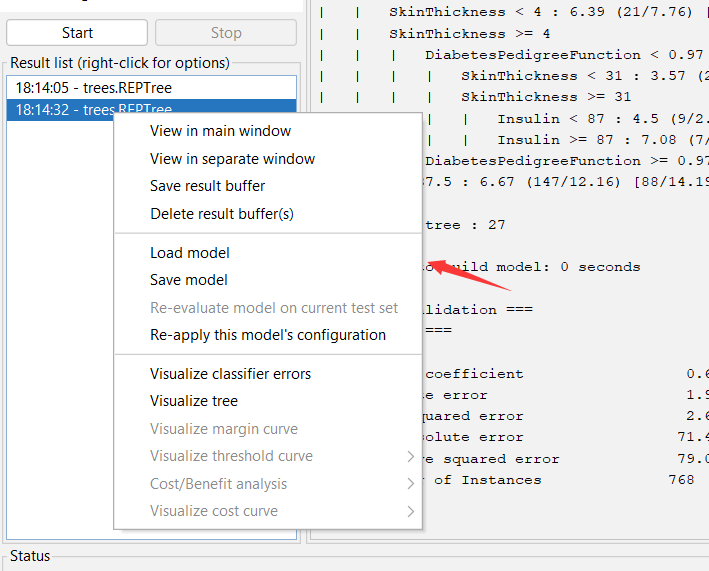 Start
Stop
Result list (right-click for options)
18:14:05 - trees.REPTree
18:14:32 - trees.REPTree
View in main window
View in separate window
Save result buffer
Delete result buffer(s)
Load model
Save model
Re-evaluate model on current test set
Re-apply this model's configuration
Visualize classifier errors
Visualize tree
Visualize margin curve
Visualize threshold curve
Cost/Benefit analysis
Visualize cost curve
| | SkinThickness < 4 : 6.39 (21/7.76) [
| | SkinThickness >= 4
| | | DiabetesPedigreeFunction < 0.97
| | | | SkinThickness < 31 : 3.57 (2
| | | | SkinThickness >= 31
| | | | | Insulin < 87 : 4.5 (9/2.
| | | | | Insulin >= 87 : 7.08 (7/
DiabetesPedigreeFunction >= 0.97
7.5 : 6.67 (147/12.16) [88/14.19
tree : 27
build model: 0 seconds
===
===
coefficient 0.6
error 1.9
squared error 2.6
error 71.4
squared error 79.0
of Instances 768
Status